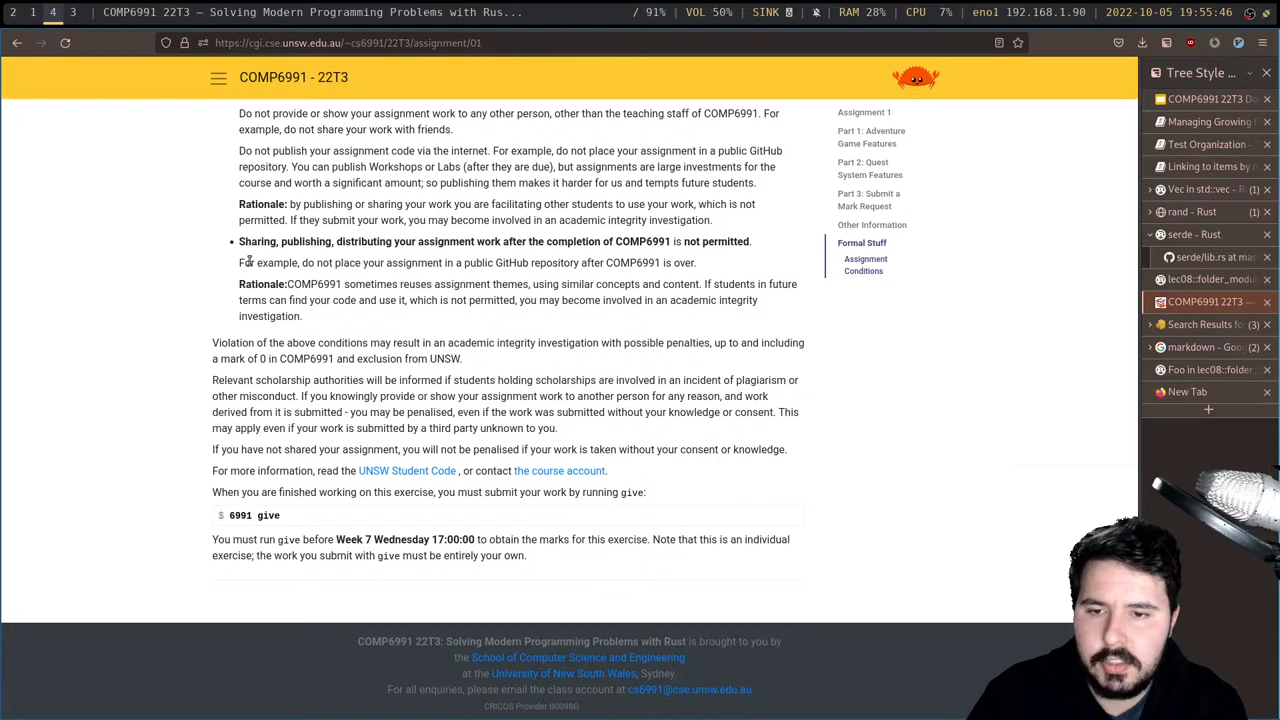 2 1 4 3 COMP6991 22T3 — Solving Modern Programming Problems with Rus... / 91% VOL 50% SINK RAM 28% CPU 7% eno1 192.168.1.90 2022-10-05 19:55:46
https://cgi.cse.unsw.edu.au/~cs6991/22T3/assignment/01
COMP6991 - 22T3
Do not provide or show your assignment work to any other person, other than the teaching staff of COMP6991. For
example, do not share your work with friends.
Do not publish your assignment code via the internet. For example, do not place your assignment in a public GitHub
repository. You can publish Workshops or Labs (after they are due), but assignments are large investments for the
course and worth a significant amount; so publishing them makes it harder for us and tempts future students.
Rationale: by publishing or sharing your work you are facilitating other students to use your work, which is not
permitted. If they submit your work, you may become involved in an academic integrity investigation.
• Sharing, publishing, distributing your assignment work after the completion of COMP6991 is not permitted.
For example, do not place your assignment in a public GitHub repository after COMP6991 is over.
Rationale:COMP6991 sometimes reuses assignment themes, using similar concepts and content. If students in future
terms can find your code and use it, which is not permitted, you may become involved in an academic integrity
investigation.
Violation of the above conditions may result in an academic integrity investigation with possible penalties, up to and including
a mark of 0 in COMP6991 and exclusion from UNSW.
Relevant scholarship authorities will be informed if students holding scholarships are involved in an incident of plagiarism or
other misconduct. If you knowingly provide or show your assignment work to another person for any reason, and work
derived from it is submitted - you may be penalised, even if the work was submitted without your knowledge or consent. This
may apply even if your work is submitted by a third party unknown to you.
If you have not shared your assignment, you will not be penalised if your work is taken without your consent or knowledge.
For more information, read the UNSW Student Code , or contact the course account.
When you are finished working on this exercise, you must submit your work by running give:
$ 6991 give
You must run give before Week 7 Wednesday 17:00:00 to obtain the marks for this exercise. Note that this is an individual
exercise; the work you submit with give must be entirely your own.
COMP6991 22T3: Solving Modern Programming Problems with Rust is brought to you by
the School of Computer Science and Engineering
at the University of New South Wales, Sydney.
For all enquiries, please email the class account at cs6991@cse.unsw.edu.au
CRICOS Provider 00098G
Assignment 1
Part 1: Adventure
Game Features
Part 2: Quest
System Features
Part 3: Submit a
Mark Request
Other Information
Formal Stuff
Assignment
Conditions
Tree Style
COMP6991 22T3 Do
Managing Growing
Test Organization -
Linking to items by
Vec in std::vec - R
rand - Rust
serde - Rust
serde/lib.rs at mas
lec08::folder_modu
COMP6991 22T3 —
Search Results for (3)
markdown - Goo (2)
Foo in lec08::folde
New Tab